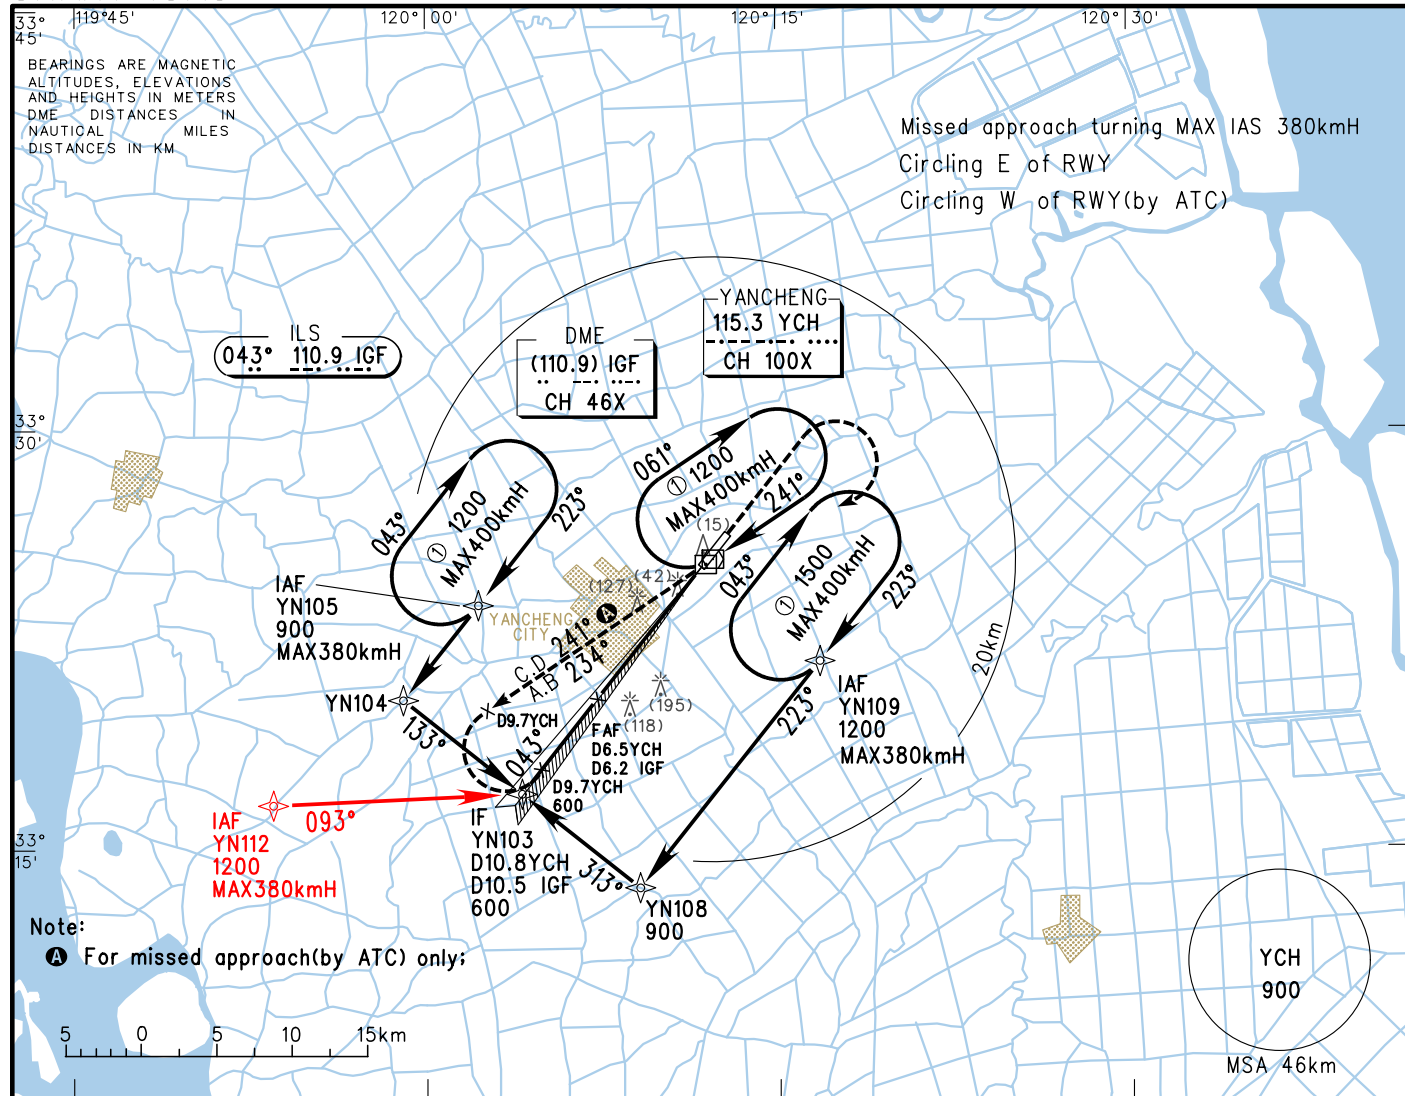 33°
45'
119°45'
120°00'
120°15'
120°30'
BEARINGS ARE MAGNETIC
ALTITUDES, ELEVATIONS
AND HEIGHTS IN METERS
DME DISTANCES IN
NAUTICAL MILES
DISTANCES IN KM
Missed approach turning MAX IAS 380kmH
Circling E of RWY
Circling W of RWY(by ATC)
ILS
043° 110.9 IGF
DME
(110.9) IGF
CH 46X
YANCHENG
115.3 YCH
CH 100X
33°
30'
043°
① 1200
MAX400kmH
223°
061°
① 1200
MAX400kmH
241°
(15)
043°
① 1500
MAX400kmH
223°
(127)
(42)
A
YANCHENG
CITY
IAF
YN105
900
MAX380kmH
C.D 241°
A.B 234°
YN104
133°
D9.7YCH
043°
FAF
D6.5YCH
D6.2 IGF
(118)
(195)
D9.7YCH
600
20km
IAF
YN109
1200
MAX380kmH
223°
IAF
YN112
1200
MAX380kmH
093°
IF
YN103
D10.8YCH
D10.5 IGF
600
313°
YN108
900
33°
15'
Note:
A For missed approach(by ATC) only;
5 0 5 10 15km
YCH
900
MSA 46km